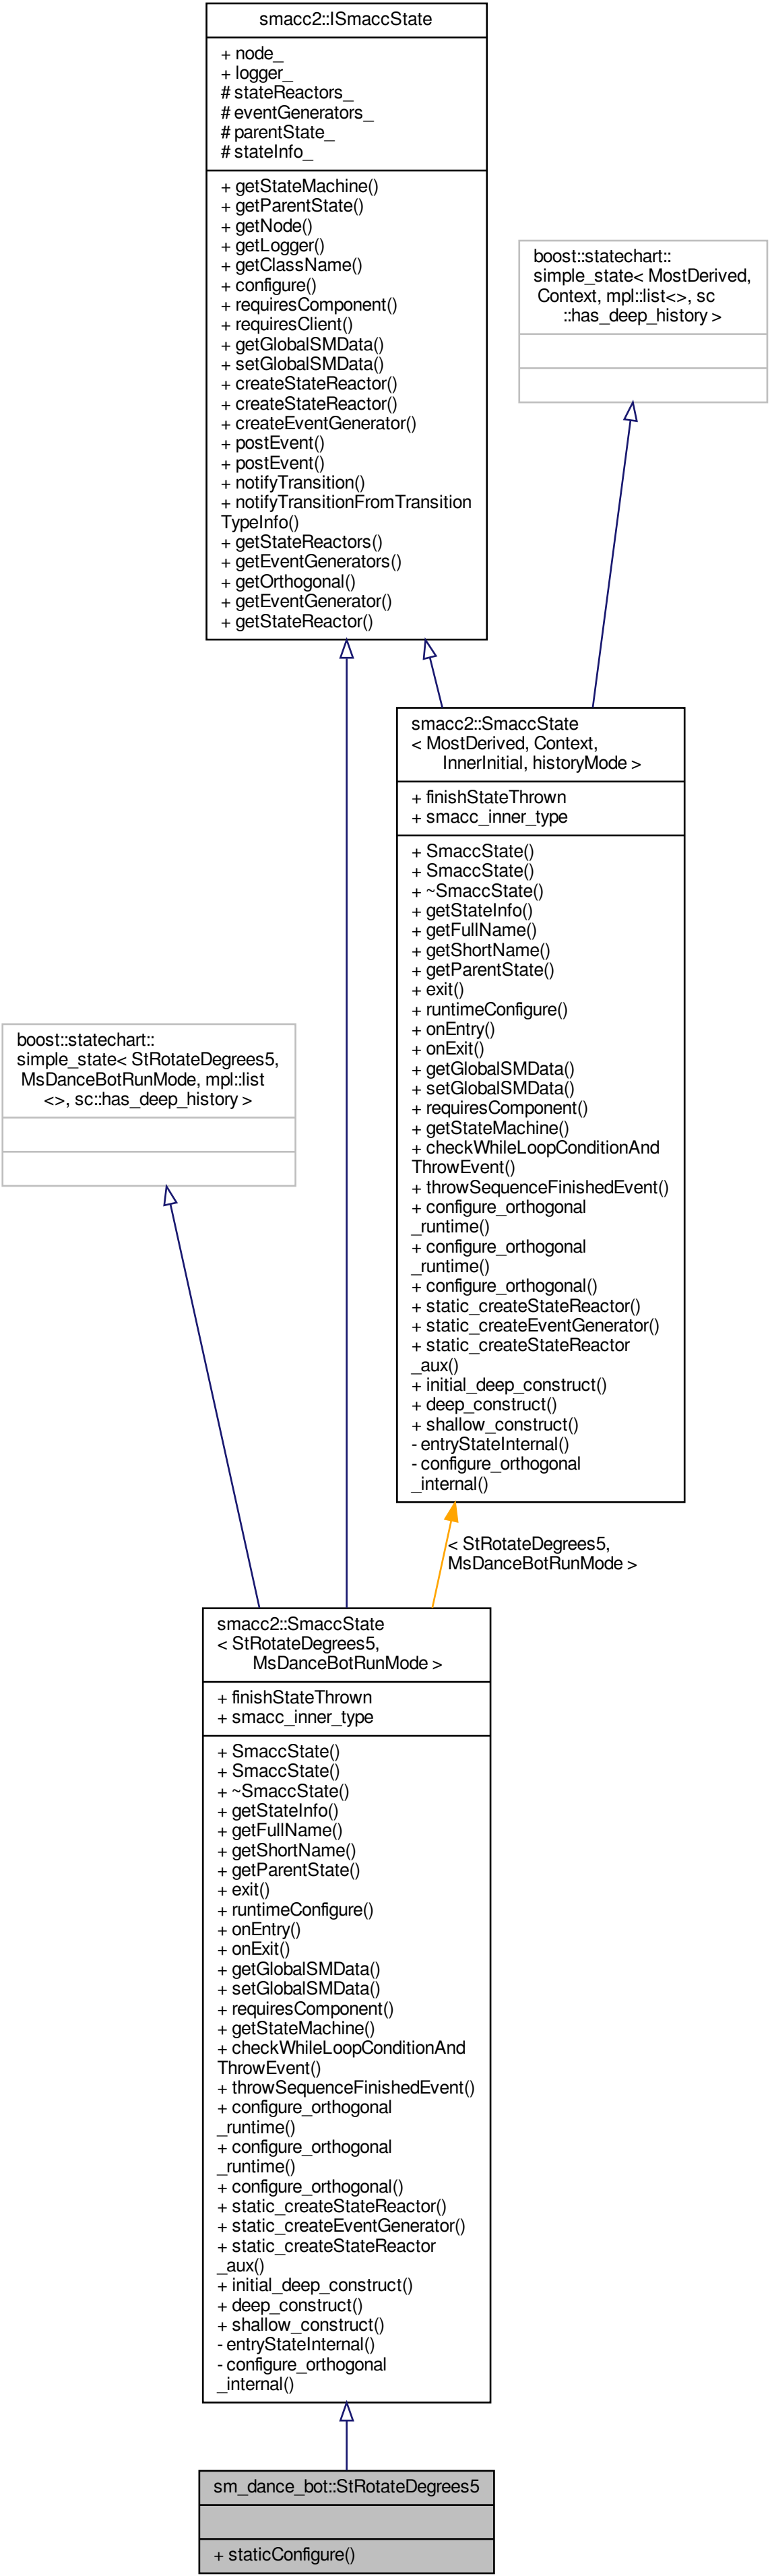 smacc2::ISmaccState
+ node_
+ logger_
# stateReactors_
# eventGenerators_
# parentState_
# stateInfo_
+ getStateMachine()
+ getParentState()
+ getNode()
+ getLogger()
+ getClassName()
+ configure()
+ requiresComponent()
+ requiresClient()
+ getGlobalSMData()
+ setGlobalSMData()
+ createStateReactor()
+ createStateReactor()
+ createEventGenerator()
+ postEvent()
+ postEvent()
+ notifyTransition()
+ notifyTransitionFromTransition
TypeInfo()
+ getStateReactors()
+ getEventGenerators()
+ getOrthogonal()
+ getEventGenerator()
+ getStateReactor()
boost::statechart::
simple_state< MostDerived,
Context, mpl::list<>, sc
::has_deep_history >
smacc2::SmaccState
< MostDerived, Context,
InnerInitial, historyMode >
+ finishStateThrown
+ smacc_inner_type
+ SmaccState()
+ SmaccState()
+ ~SmaccState()
+ getStateInfo()
+ getFullName()
+ getShortName()
+ getParentState()
+ exit()
+ runtimeConfigure()
+ onEntry()
+ onExit()
+ getGlobalSMData()
+ setGlobalSMData()
+ requiresComponent()
+ getStateMachine()
+ checkWhileLoopConditionAnd
ThrowEvent()
+ throwSequenceFinishedEvent()
+ configure_orthogonal
_runtime()
+ configure_orthogonal
_runtime()
+ configure_orthogonal()
+ static_createStateReactor()
+ static_createEventGenerator()
+ static_createStateReactor
_aux()
+ initial_deep_construct()
+ deep_construct()
+ shallow_construct()
- entryStateInternal()
- configure_orthogonal
_internal()
boost::statechart::
simple_state< StRotateDegrees5,
MsDanceBotRunMode, mpl::list
<>, sc::has_deep_history >
< StRotateDegrees5,
MsDanceBotRunMode >
smacc2::SmaccState
< StRotateDegrees5,
MsDanceBotRunMode >
+ finishStateThrown
+ smacc_inner_type
+ SmaccState()
+ SmaccState()
+ ~SmaccState()
+ getStateInfo()
+ getFullName()
+ getShortName()
+ getParentState()
+ exit()
+ runtimeConfigure()
+ onEntry()
+ onExit()
+ getGlobalSMData()
+ setGlobalSMData()
+ requiresComponent()
+ getStateMachine()
+ checkWhileLoopConditionAnd
ThrowEvent()
+ throwSequenceFinishedEvent()
+ configure_orthogonal
_runtime()
+ configure_orthogonal
_runtime()
+ configure_orthogonal()
+ static_createStateReactor()
+ static_createEventGenerator()
+ static_createStateReactor
_aux()
+ initial_deep_construct()
+ deep_construct()
+ shallow_construct()
- entryStateInternal()
- configure_orthogonal
_internal()
sm_dance_bot::StRotateDegrees5
+ staticConfigure()